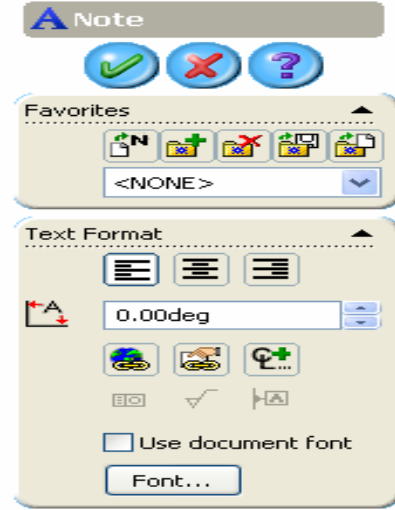 A Note
Favorites
<NONE>
Text Format
0.00deg
Use document font
Font...